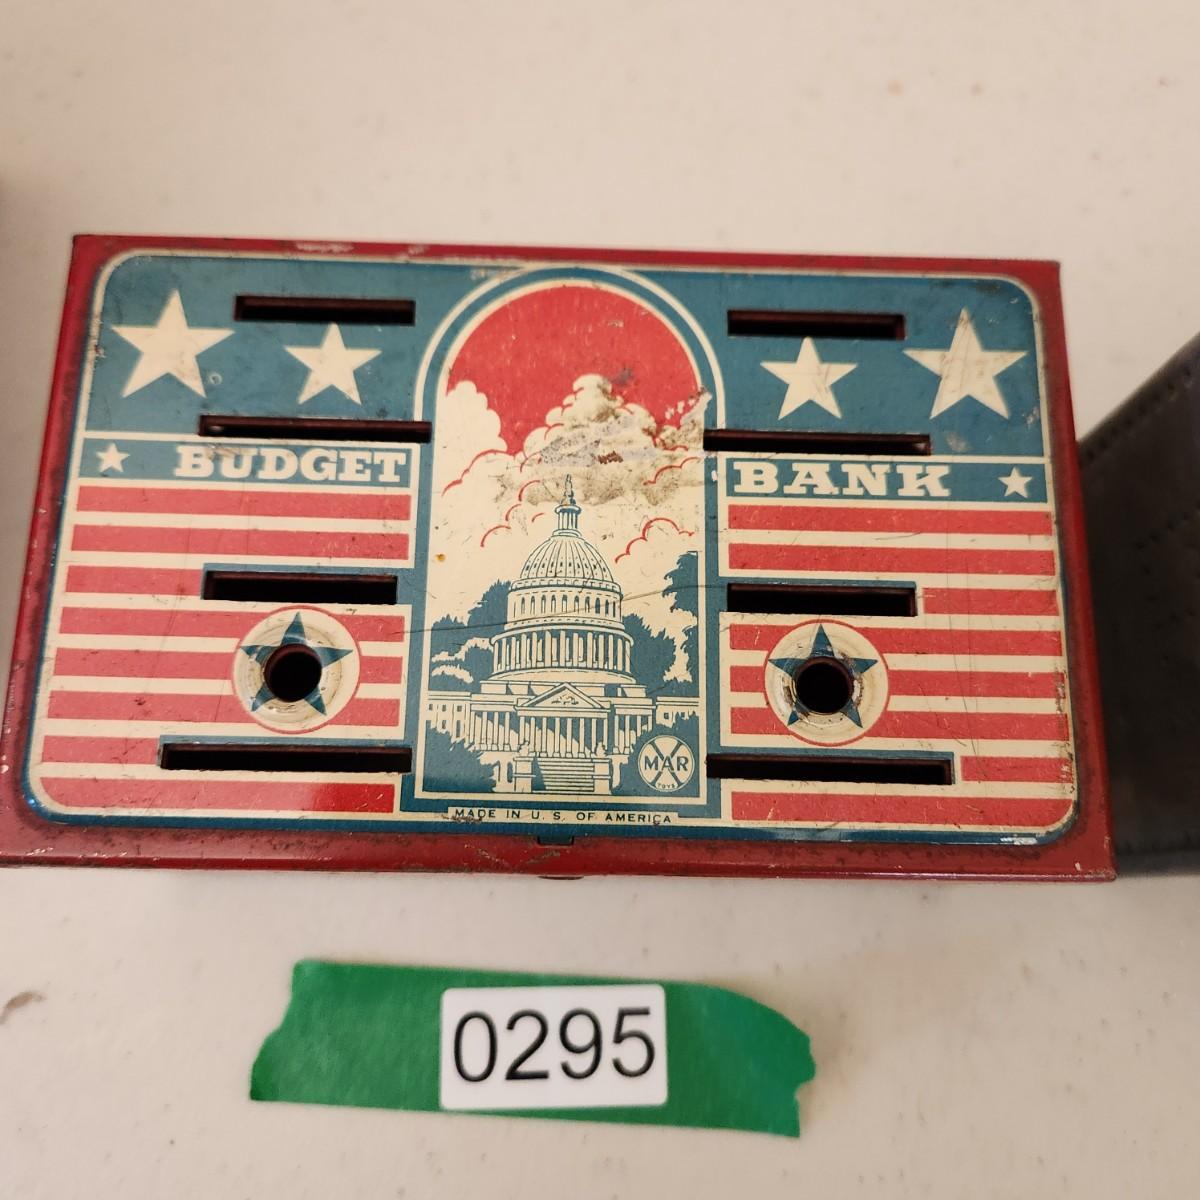 BUDGET BANK
MAR
TOYS
MADE IN U. S. OF AMERICA
0295